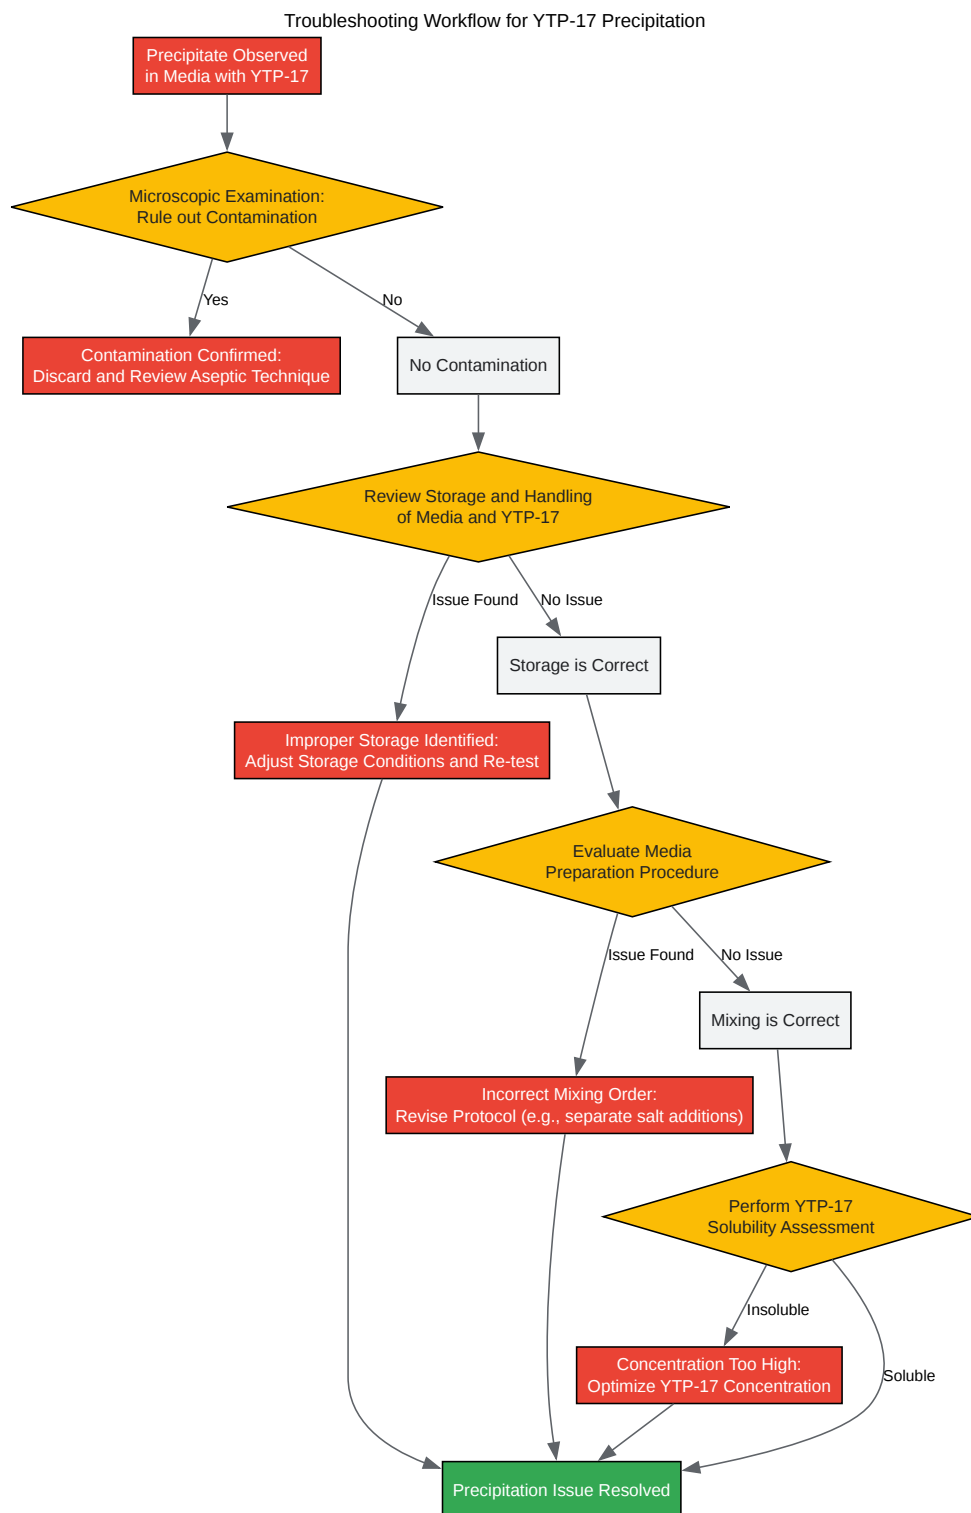 Troubleshooting Workflow for YTP-17 Precipitation
Precipitate Observed
in Media with YTP-17
Microscopic Examination:
Rule out Contamination
Yes
No
Contamination Confirmed:
Discard and Review Aseptic Technique
No Contamination
Review Storage and Handling
of Media and YTP-17
Issue Found
No Issue
Storage is Correct
Improper Storage Identified:
Adjust Storage Conditions and Re-test
Evaluate Media
Preparation Procedure
Issue Found
No Issue
Mixing is Correct
Incorrect Mixing Order:
Revise Protocol (e.g., separate salt additions)
Perform YTP-17
Solubility Assessment
Insoluble
Concentration Too High:
Optimize YTP-17 Concentration
Soluble
Precipitation Issue Resolved